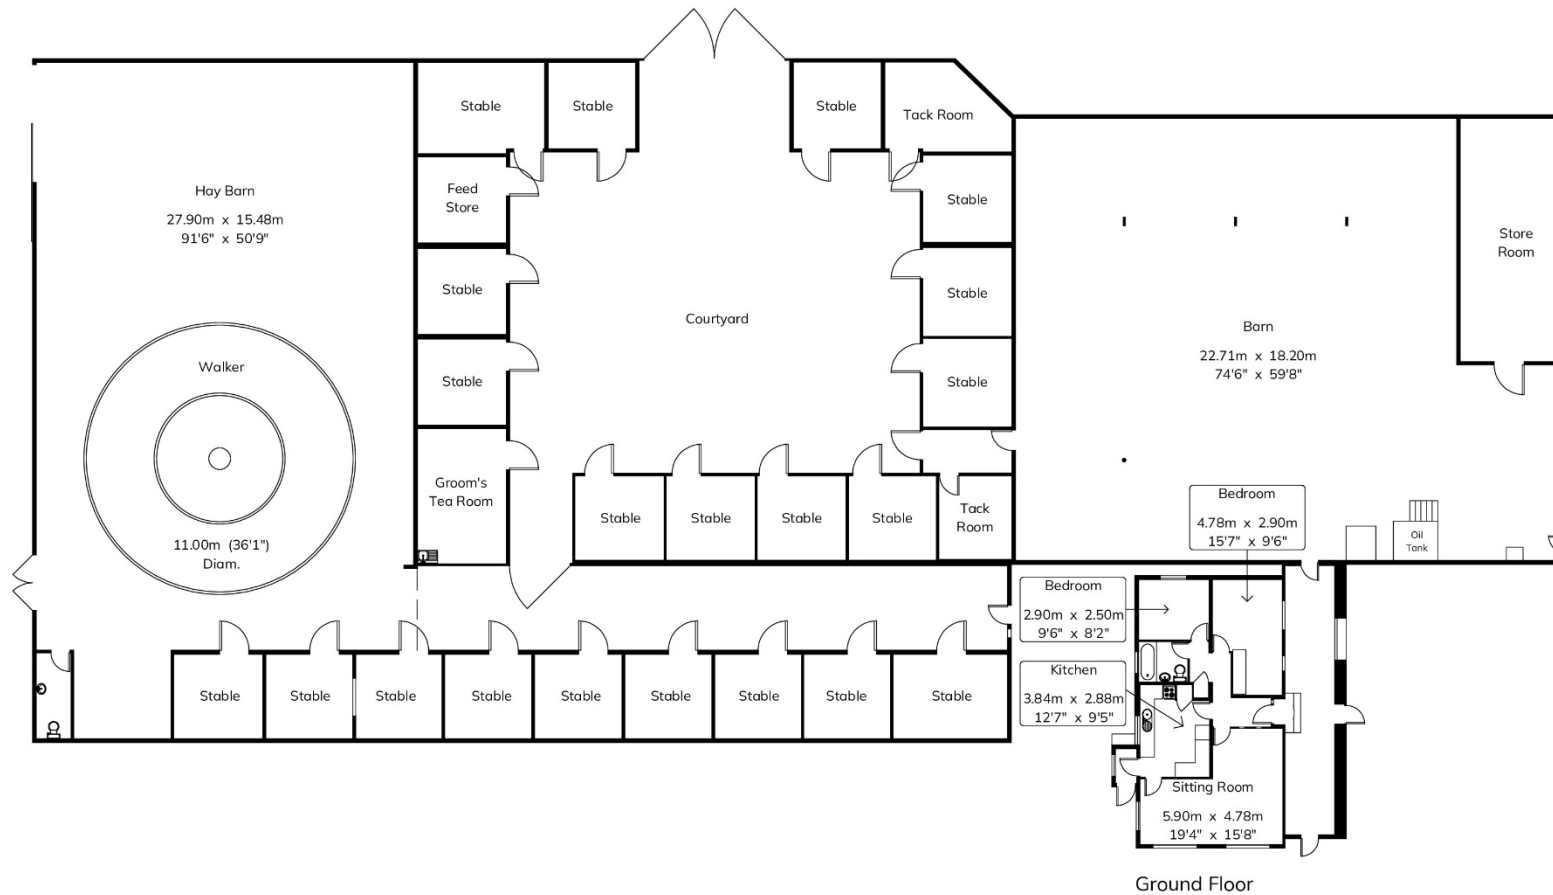 Stable
Stable
Stable
Tack Room
Hay Barn
27.90m x 15.48m
91'6" x 50'9"
Feed
Store
Stable
Store
Room
Stable
Stable
Courtyard
Barn
22.71m x 18.20m
74'6" x 59'8"
Walker
Stable
Stable
Groom's
Tea Room
11.00m (36'1")
Diam.
Stable
Stable
Stable
Stable
Tack
Room
Bedroom
4.78m x 2.90m
15'7" x 9'6"
Oil
Tank
Bedroom
2.90m x 2.50m
9'6" x 8'2"
Kitchen
3.84m x 2.88m
12'7" x 9'5"
Stable
Stable
Stable
Stable
Stable
Stable
Stable
Stable
Stable
Sitting Room
5.90m x 4.78m
19'4" x 15'8"
Ground Floor